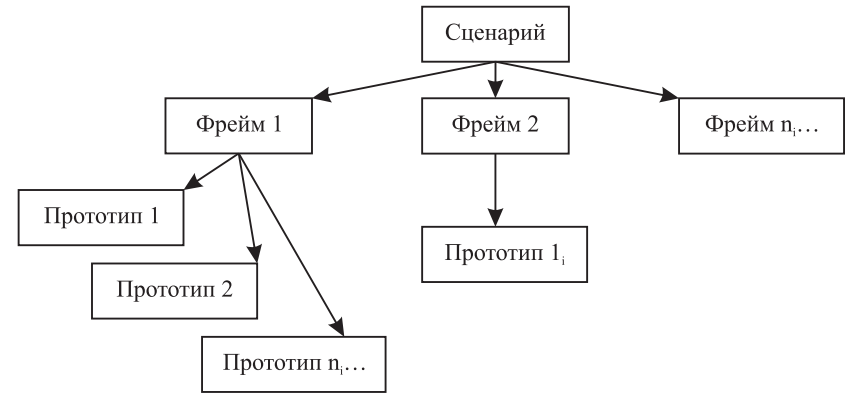 Сценарий
Фрейм 1
Фрейм 2
Фрейм nᵢ…
Прототип 1
Прототип 1ᵢ
Прототип 2
Прототип nᵢ…